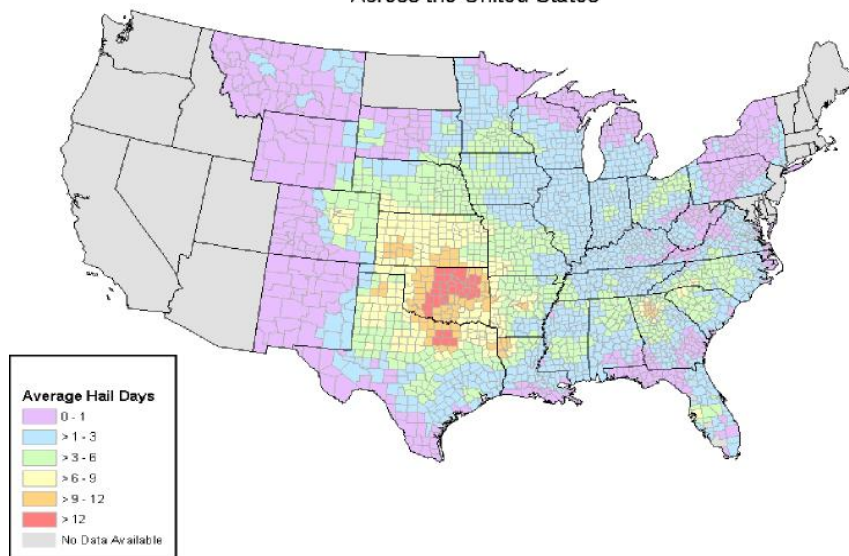 Across the United States
Average Hail Days
0 - 1
> 1 - 3
> 3 - 6
> 6 - 9
> 9 - 12
> 12
No Data Available